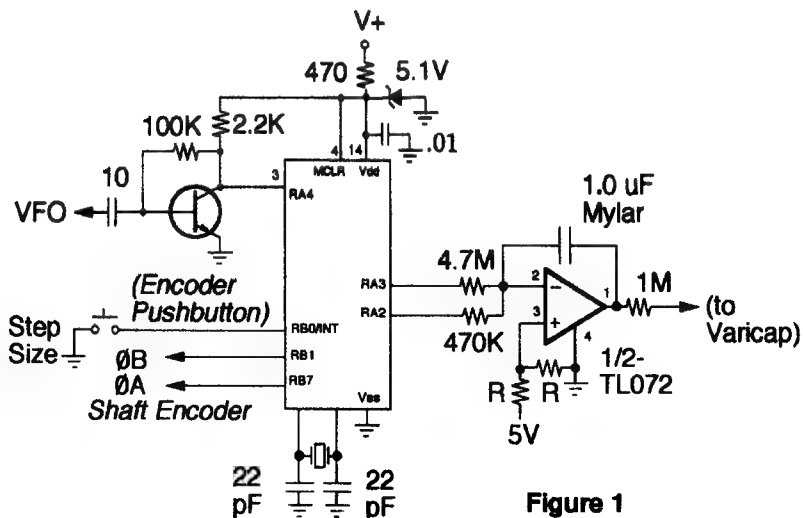 V+
470
5.1V
100K
2.2K
.01
4
14
MCLR
Vdd
10
3
RA4
VFO
1.0 uF
Mylar
4.7M
RA3
2
1
1M
(to
Varicap)
(Encoder
Pushbutton)
RA2
3
4
470K
Step
Size
RB0/INT
ØB
RB1
ØA
RB7
Shaft Encoder
Vss
R
R
1/2-
TL072
5V
22
pF
22
pF
Figure 1